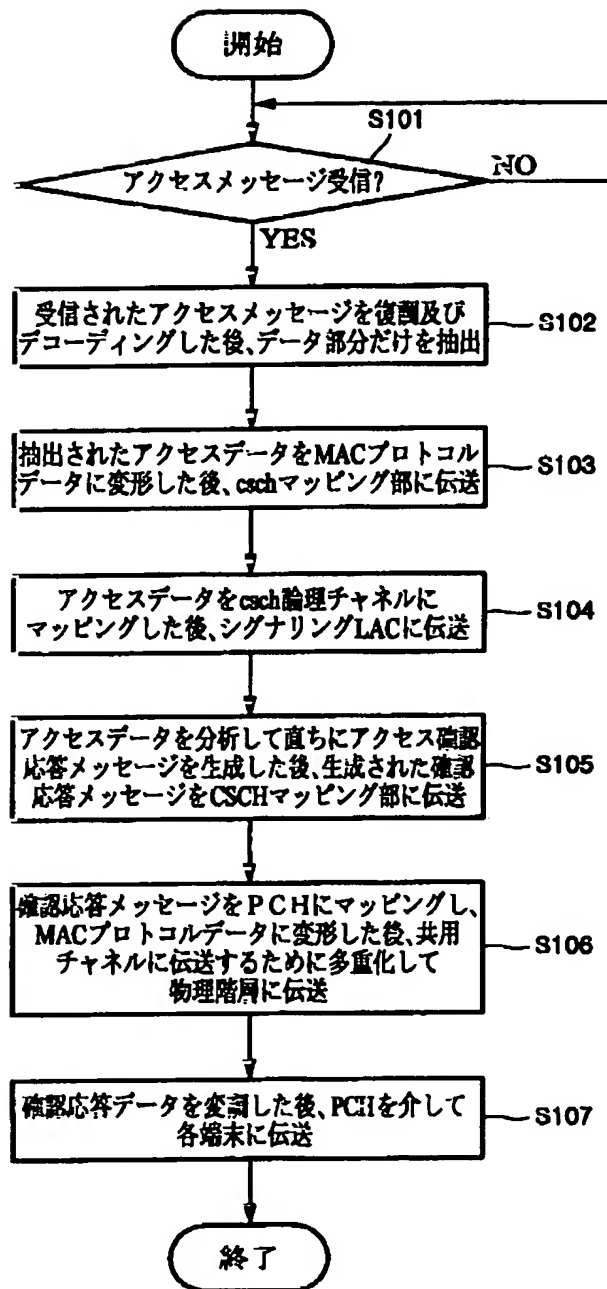 開始
S101
アクセスメッセージ受信?
NO
YES
受信されたアクセスメッセージを復調及び
デコーディングした後、データ部分だけを抽出
S102
抽出されたアクセスデータをMACプロトコル
データに変形した後、cschマッピング部に伝送
S103
アクセスデータをcsch論理チャネルに
マッピングした後、シグナリングLACに伝送
S104
アクセスデータを分析して直ちにアクセス確認
応答メッセージを生成した後、生成された確認
応答メッセージをCSCHマッピング部に伝送
S105
確認応答メッセージをPCHにマッピングし、
MACプロトコルデータに変形した後、共用
チャネルに伝送するために多重化して
物理階層に伝送
S106
確認応答データを変調した後、PCHを介して
各端末に伝送
S107
終了